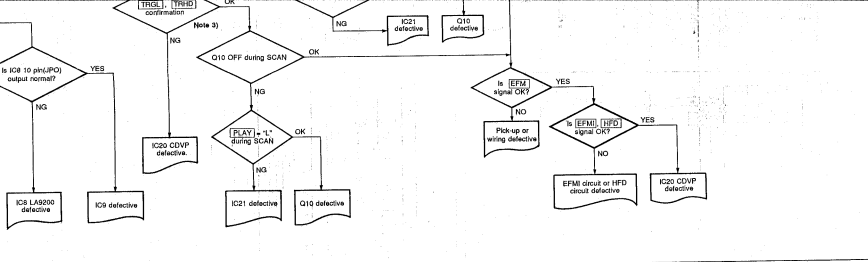 TRGL, TRHD
confirmation
OK
Note 3)
NG
NG
IC21
defective
Q10
defective
Is IC8 10 pin(JPO)
output normal?
YES
NG
Q10 OFF during SCAN
OK
NG
Is EFM
signal OK?
YES
NO
PLAY = "L"
during SCAN
OK
NG
Pick-up or
wiring defective
Is EFMI, HFD
signal OK?
YES
NO
IC20 CDVP
defective.
IC8 LA9200
defective
IC9 defective
IC21 defective
Q10 defective
EFMI circuit or HFD
circuit defective
IC20 CDVP
defective